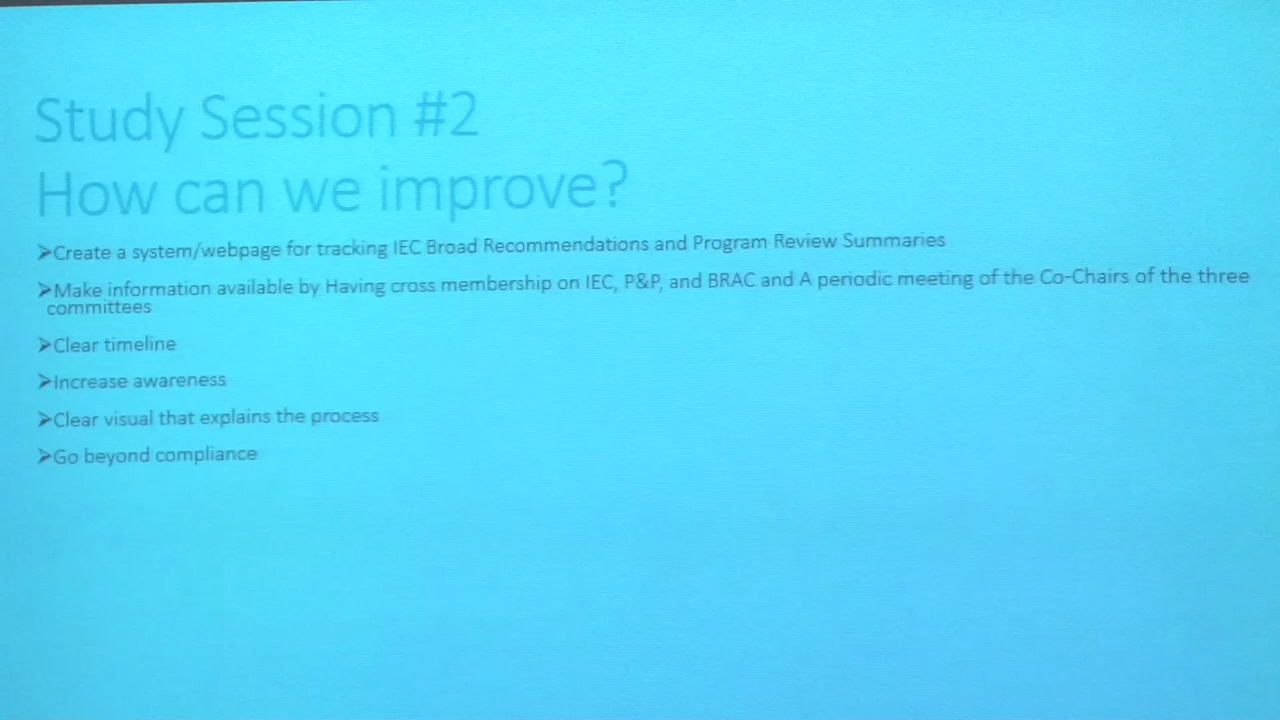 Study Session #2
How can we improve?
➢Create a system/webpage for tracking IEC Broad Recommendations and Program Review Summaries
➢Make information available by Having cross membership on IEC, P&P, and BRAC and A periodic meeting of the Co-Chairs of the three
committees
➢Clear timeline
➢Increase awareness
➢Clear visual that explains the process
➢Go beyond compliance